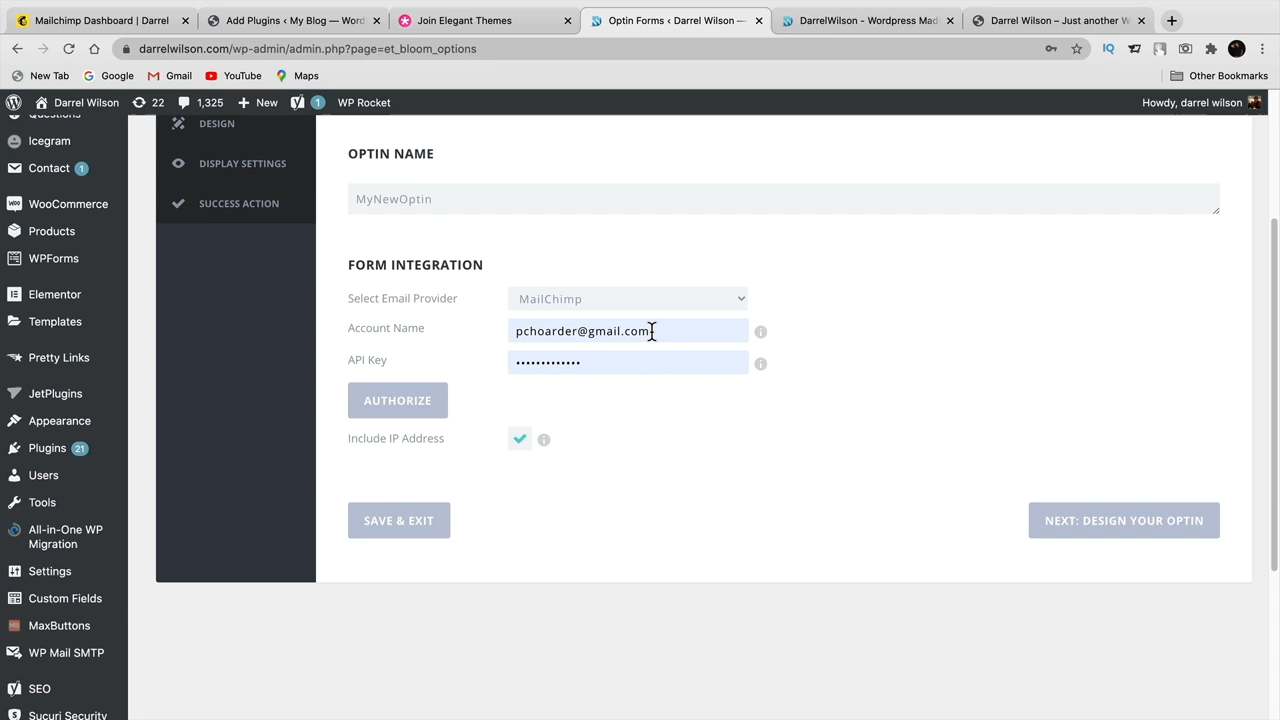 Mailchimp Dashboard | Darrel
Add Plugins ‹ My Blog — Word
Join Elegant Themes
Optin Forms ‹ Darrel Wilson —
DarrelWilson - Wordpress Mad
Darrel Wilson – Just another W
darrelwilson.com/wp-admin/admin.php?page=et_bloom_options
New Tab
Google
Gmail
YouTube
Maps
Other Bookmarks
Darrel Wilson
22
1,325
New
1
WP Rocket
Howdy, darrel wilson
Questions
Icegram
Contact 1
WooCommerce
Products
WPForms
Elementor
Templates
Pretty Links
JetPlugins
Appearance
Plugins 21
Users
Tools
All-in-One WP
Migration
Settings
Custom Fields
MaxButtons
WP Mail SMTP
SEO
Sucuri Security
DESIGN
DISPLAY SETTINGS
SUCCESS ACTION
OPTIN NAME
MyNewOptin
FORM INTEGRATION
Select Email Provider
MailChimp
Account Name
pchoarder@gmail.com
API Key
•••••••••••••
AUTHORIZE
Include IP Address
SAVE & EXIT
NEXT: DESIGN YOUR OPTIN